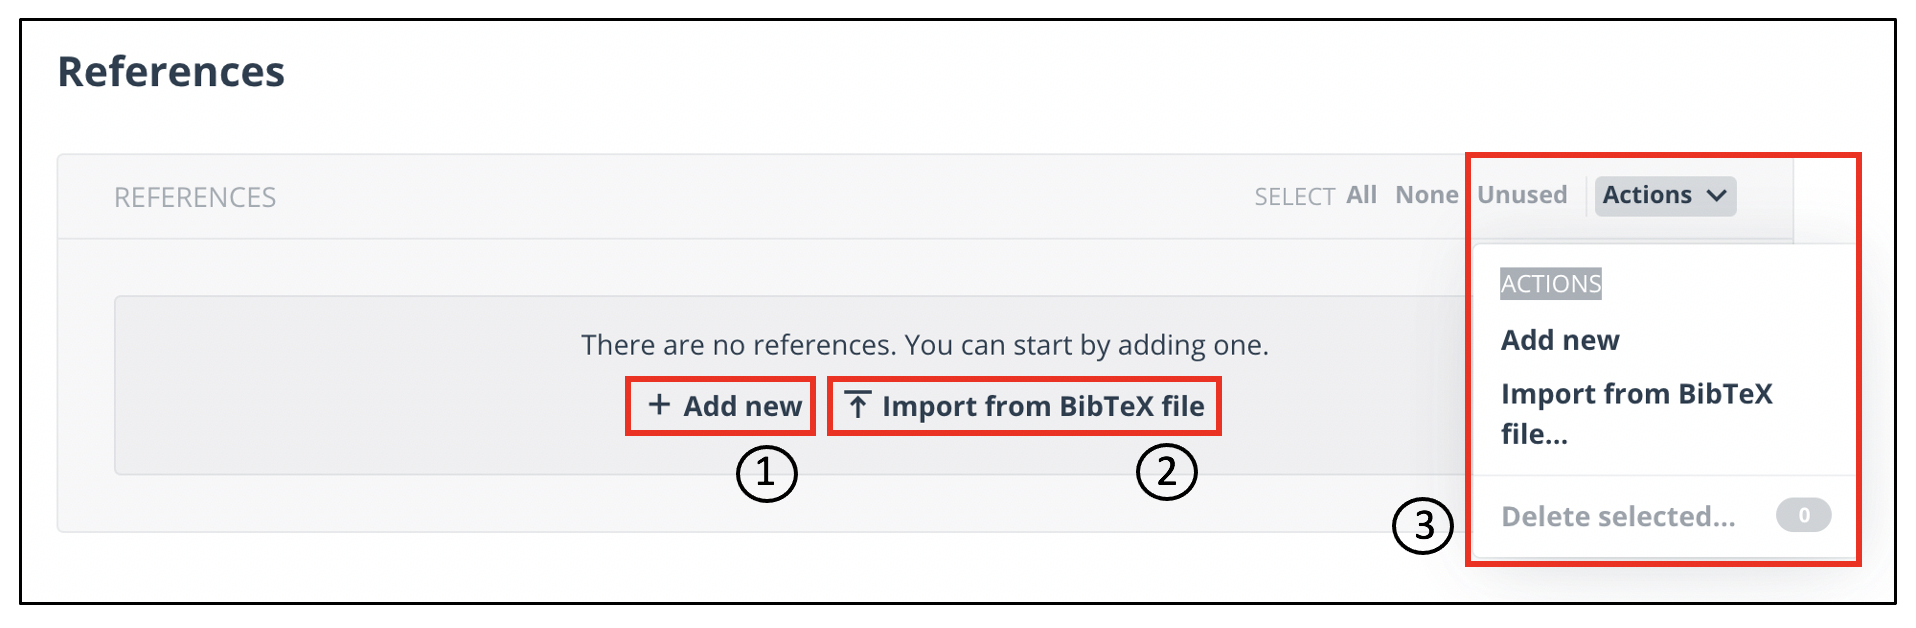 References
REFERENCES
SELECT All None Unused Actions
ACTIONS
Add new
Import from BibTeX
file...
Delete selected... 0
There are no references. You can start by adding one.
+ Add new Import from BibTeX file
1
2
3